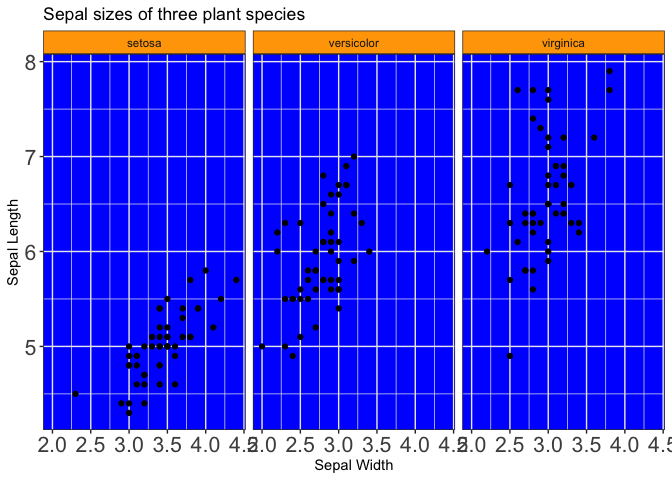 Sepal sizes of three plant species
setosa versicolor virginica
8
7
6
5
Sepal Length
2.0 2.5 3.0 3.5 4.0 4.5 2.0 2.5 3.0 3.5 4.0 4.5 2.0 2.5 3.0 3.5 4.0 4.5
Sepal Width